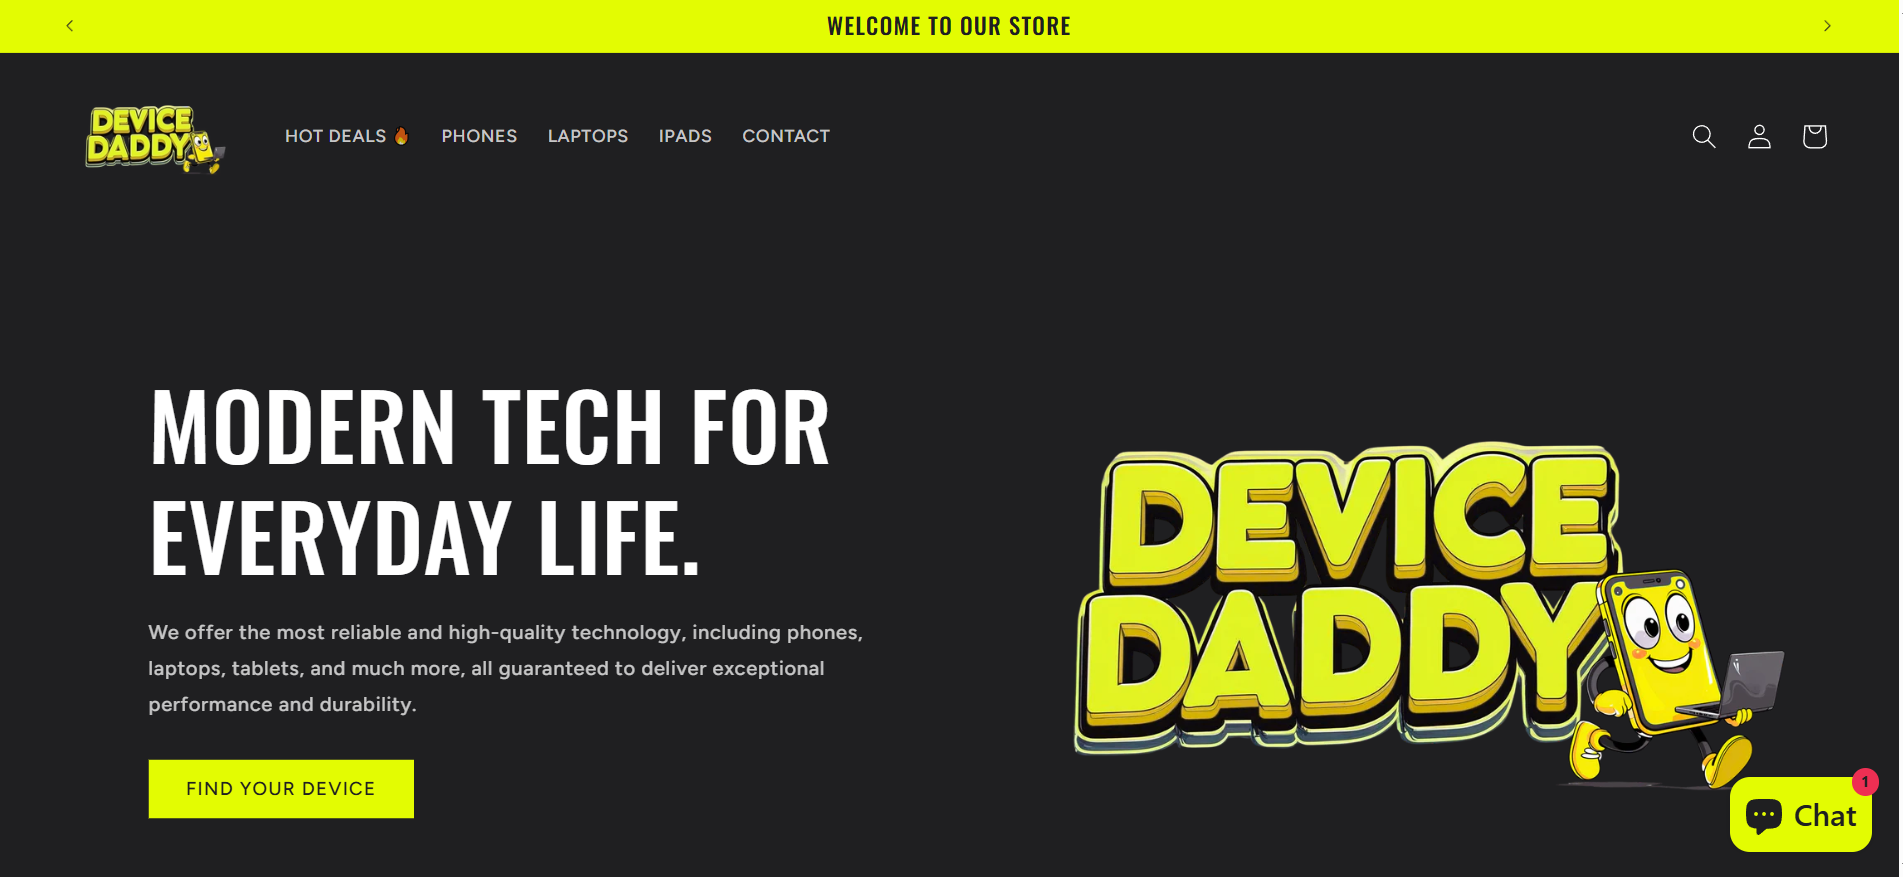 WELCOME TO OUR STORE
DEVICE
DADDY
HOT DEALS 🔥 PHONES LAPTOPS IPADS CONTACT
MODERN TECH FOR
EVERYDAY LIFE.
We offer the most reliable and high-quality technology, including phones,
laptops, tablets, and much more, all guaranteed to deliver exceptional
performance and durability.
FIND YOUR DEVICE
DEVICE
DADDY
1
Chat